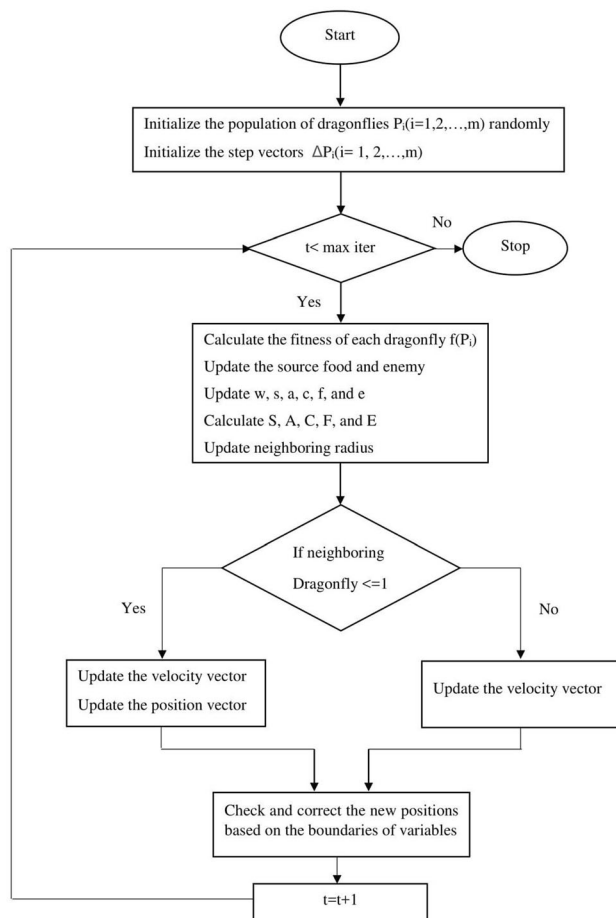 Start
Initialize the population of dragonflies Pᵢ(i=1,2,…,m) randomly
Initialize the step vectors ΔPᵢ(i= 1, 2,…,m)
No
t< max iter
Stop
Yes
Calculate the fitness of each dragonfly f(Pᵢ)
Update the source food and enemy
Update w, s, a, c, f, and e
Calculate S, A, C, F, and E
Update neighboring radius
If neighboring
Dragonfly <=1
Yes
No
Update the velocity vector
Update the position vector
Update the velocity vector
Check and correct the new positions
based on the boundaries of variables
t=t+1